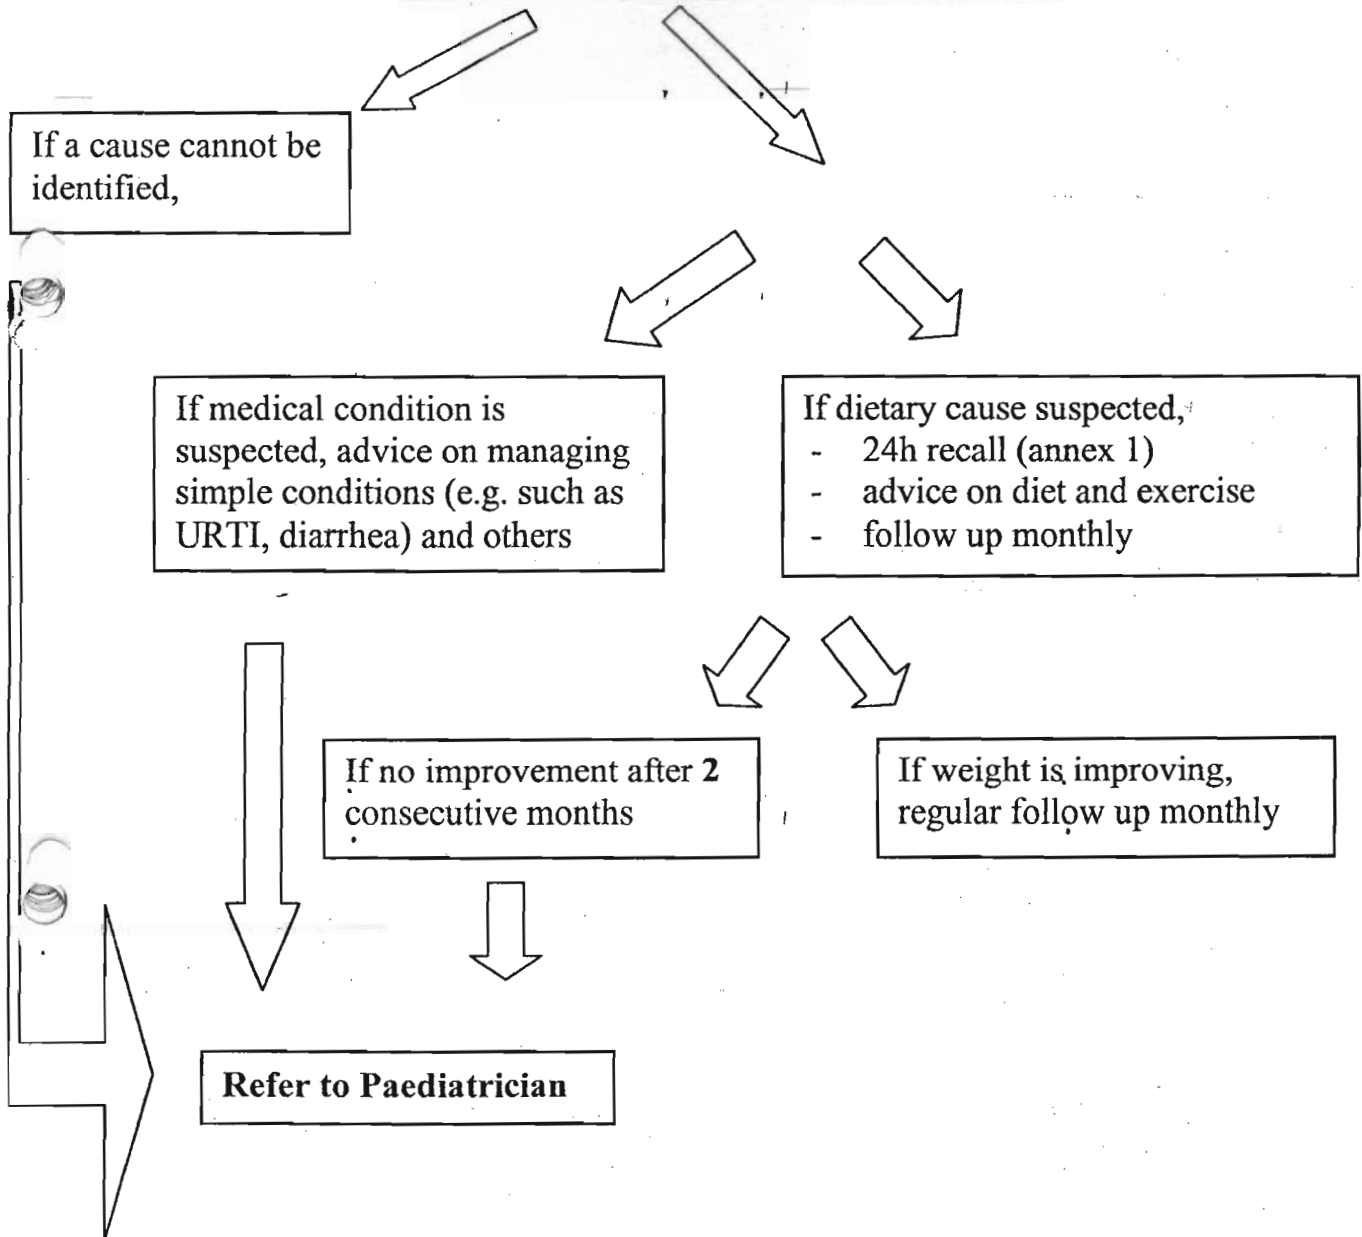 If a cause cannot be
identified,
If medical condition is
suspected, advice on managing
simple conditions (e.g. such as
URTI, diarrhea) and others
If dietary cause suspected,
- 24h recall (annex 1)
- advice on diet and exercise
- follow up monthly
If no improvement after 2
consecutive months
If weight is improving,
regular follow up monthly
Refer to Paediatrician